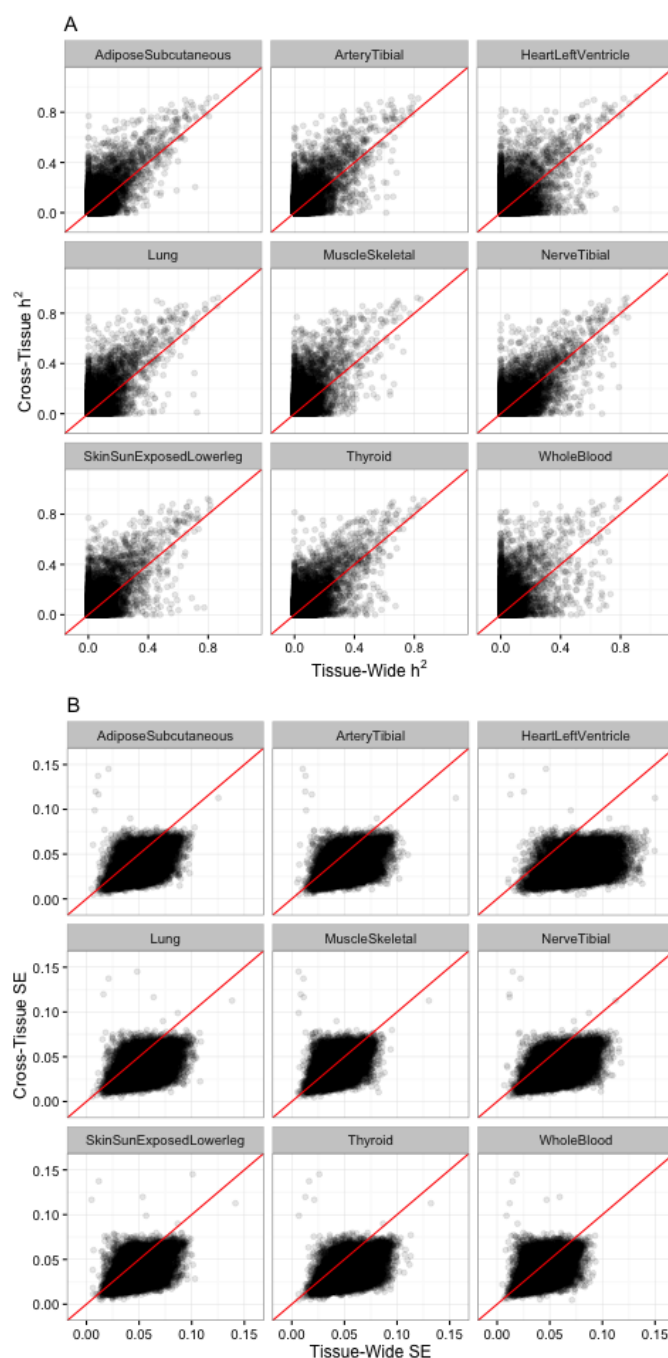 A
AdiposeSubcutaneous ArteryTibial HeartLeftVentricle
0.8
0.4
0.0
Lung MuscleSkeletal NerveTibial
Cross-Tissue h²
0.8
0.4
0.0
SkinSunExposedLowerleg Thyroid WholeBlood
0.8
0.4
0.0
0.0 0.4 0.8 0.0 0.4 0.8 0.0 0.4 0.8
Tissue-Wide h²
B
AdiposeSubcutaneous ArteryTibial HeartLeftVentricle
0.15
0.10
0.05
0.00
Lung MuscleSkeletal NerveTibial
Cross-Tissue SE
0.15
0.10
0.05
0.00
SkinSunExposedLowerleg Thyroid WholeBlood
0.15
0.10
0.05
0.00
0.00 0.05 0.10 0.15 0.00 0.05 0.10 0.15 0.00 0.05 0.10 0.15
Tissue-Wide SE